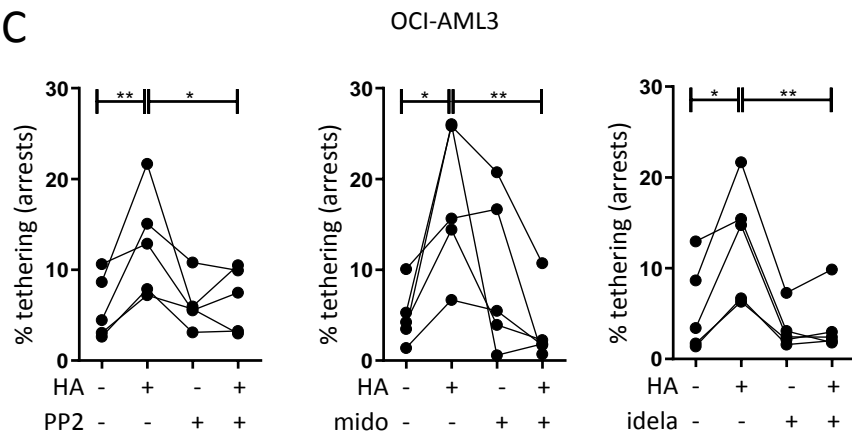 C
OCI-AML3
% tethering (arrests)
30
20
10
0
** *
HA - + - +
PP2 - - + +
% tethering (arrests)
30
20
10
0
* **
HA - + - +
mido - - + +
% tethering (arrests)
30
20
10
0
* **
HA - + - +
idela - - + +